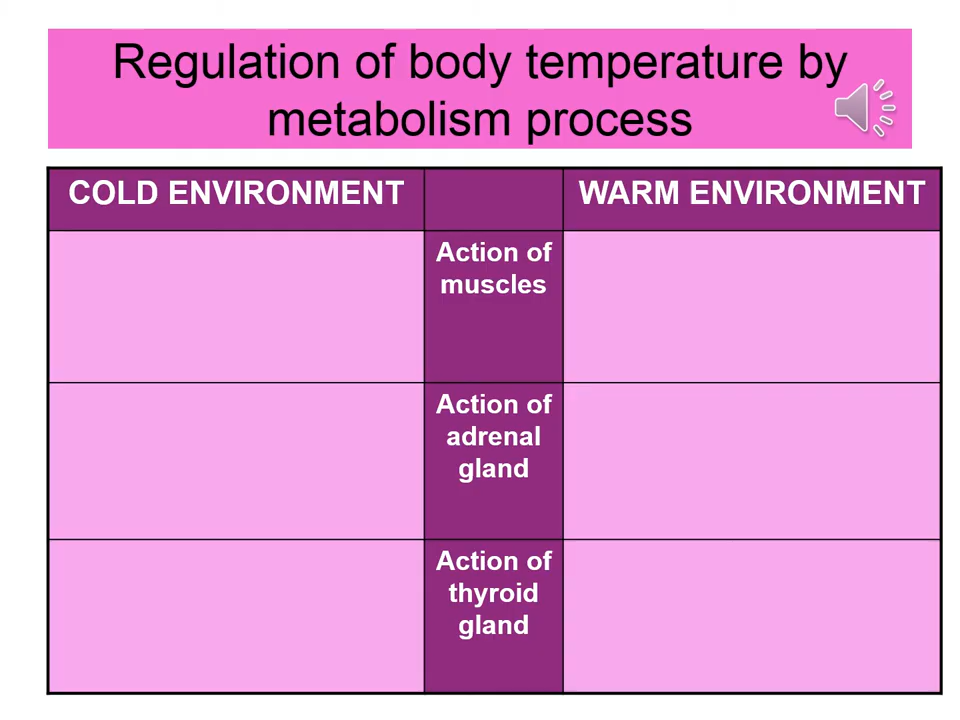 Regulation of body temperature by
metabolism process
COLD ENVIRONMENT
WARM ENVIRONMENT
Action of
muscles
Action of
adrenal
gland
Action of
thyroid
gland